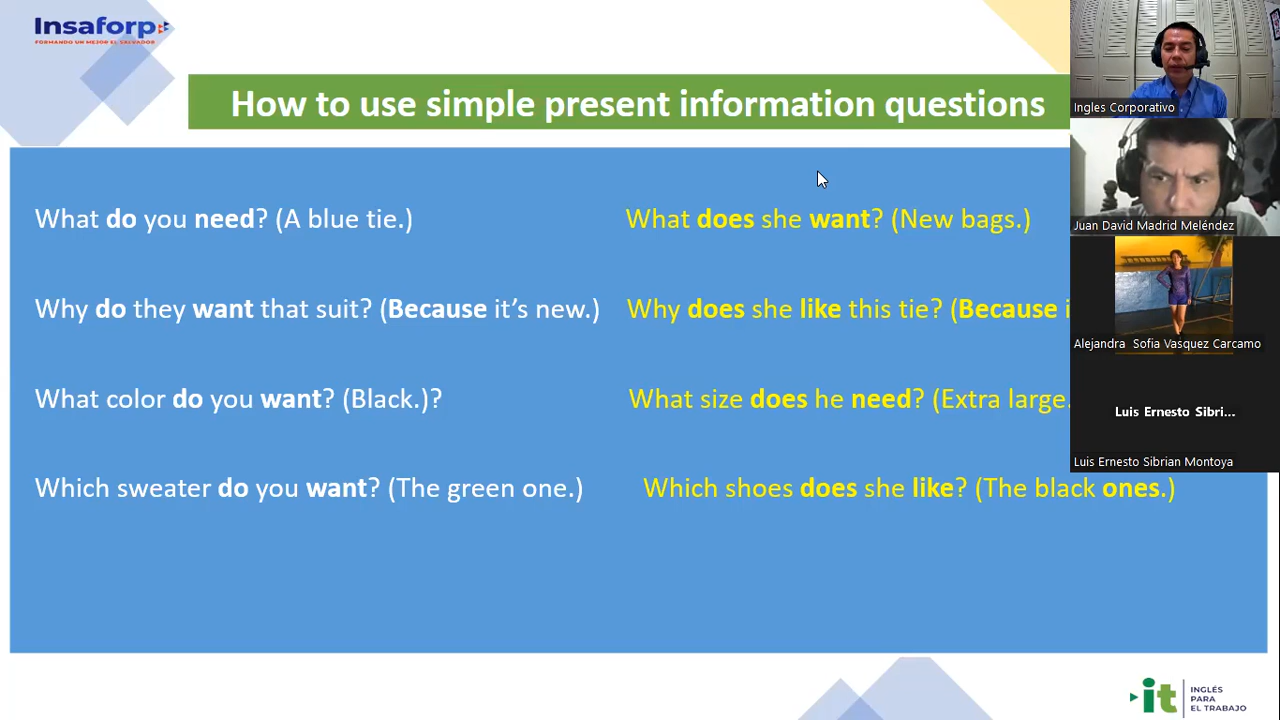 Insaforp
FORMANDO UN MEJOR EL SALVADOR
How to use simple present information questions
What do you need? (A blue tie.)
What does she want? (New bags.)
Why do they want that suit? (Because it’s new.)
Why does she like this tie? (Because i
What color do you want? (Black.)?
What size does he need? (Extra large.
Which sweater do you want? (The green one.)
Which shoes does she like? (The black ones.)
Ingles Corporativo
Juan David Madrid Meléndez
Alejandra Sofia Vasquez Carcamo
Luis Ernesto Sibri...
Luis Ernesto Sibrian Montoya
it
INGLÉS
PARA
EL TRABAJO